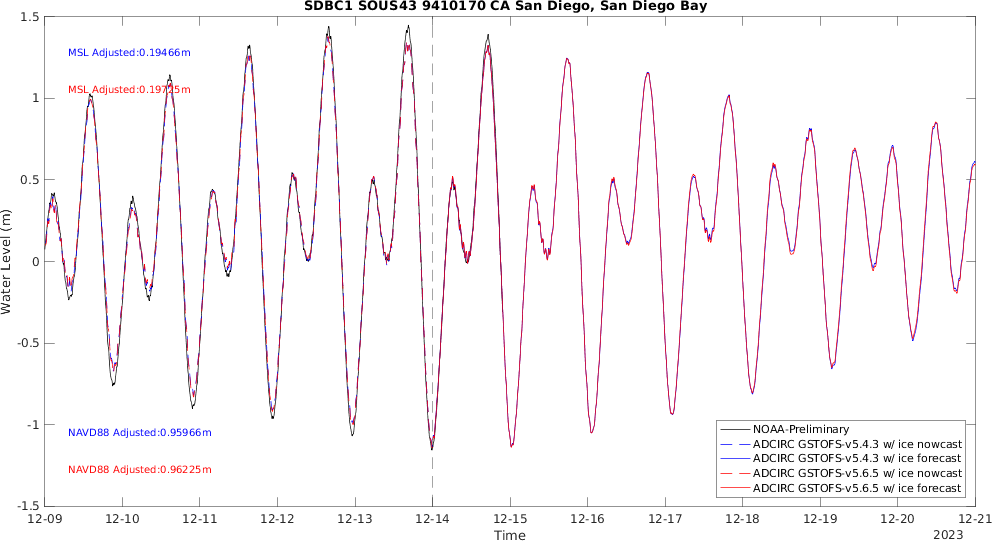 SDBC1 SOUS43 9410170 CA San Diego, San Diego Bay
1.5
1
0.5
0
-0.5
-1
-1.5
Water Level (m)
MSL Adjusted:0.19466m
MSL Adjusted:0.19725m
NAVD88 Adjusted:0.95966m
NAVD88 Adjusted:0.96225m
NOAA-Preliminary
ADCIRC GSTOFS-v5.4.3 w/ ice nowcast
ADCIRC GSTOFS-v5.4.3 w/ ice forecast
ADCIRC GSTOFS-v5.6.5 w/ ice nowcast
ADCIRC GSTOFS-v5.6.5 w/ ice forecast
12-09 12-10 12-11 12-12 12-13 12-14 12-15 12-16 12-17 12-18 12-19 12-20 12-21
Time
2023